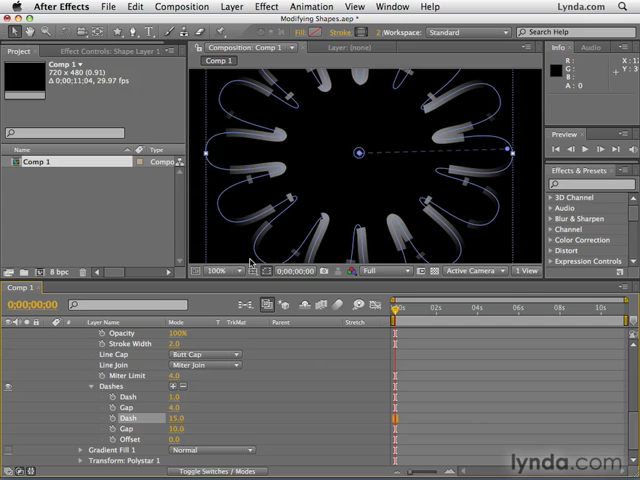 After Effects File Edit Composition Layer Effect Animation View Window Help Lynda.com
Modifying Shapes.aep *
Fill: Stroke: 2 Workspace: Standard Search Help
Project Effect Controls: Shape Layer 1 Composition: Comp 1 Layer: (none) Info Audio
Comp 1
Comp 1
720 x 480 (0.91)
Δ 0;00;11;04, 29.97 fps
R:
G:
B:
A: 0
X: 12
Y: 3
Preview
Name
Comp 1
Effects & Presets
3D Channel
Audio
Blur & Sharpen
Channel
Color Correction
Distort
Expression Controls
8 bpc
100% 0;00;00;00 Full Active Camera 1 View
Comp 1
0;00;00;00
:00s 02s 04s 06s 08s 10s
Layer Name Mode T TrkMat Parent Stretch
Opacity 100%
Stroke Width 2.0
Line Cap Butt Cap
Line Join Miter Join
Miter Limit 4.0
Dashes
Dash 1.0
Gap 4.0
Dash 15.0
Gap 10.0
Offset 0.0
Gradient Fill 1 Normal
Transform: Polystar 1
Toggle Switches / Modes
lynda.com